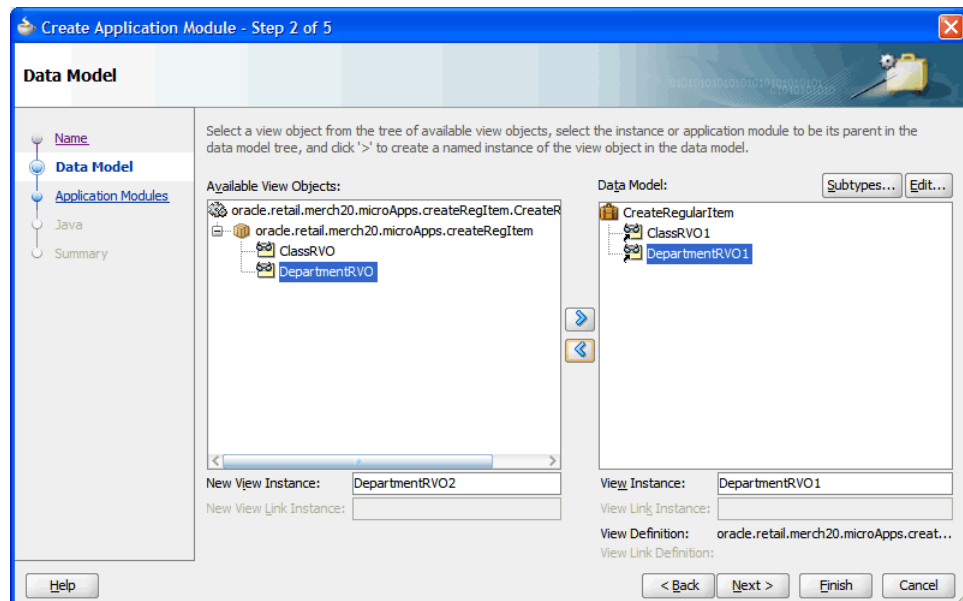 Create Application Module - Step 2 of 5
Data Model
Name
Data Model
Application Modules
Java
Summary
Select a view object from the tree of available view objects, select the instance or application module to be its parent in the
data model tree, and click '>' to create a named instance of the view object in the data model.
Available View Objects:
oracle.retail.merch20.microApps.createRegItem.CreateR
oracle.retail.merch20.microApps.createRegItem
ClassRVO
DepartmentRVO
New View Instance: DepartmentRVO2
New View Link Instance:
Data Model:
Subtypes... Edit...
CreateRegularItem
ClassRVO1
DepartmentRVO1
View Instance: DepartmentRVO1
View Link Instance:
View Definition: oracle.retail.merch20.microApps.creat...
View Link Definition:
Help
< Back Next > Finish Cancel